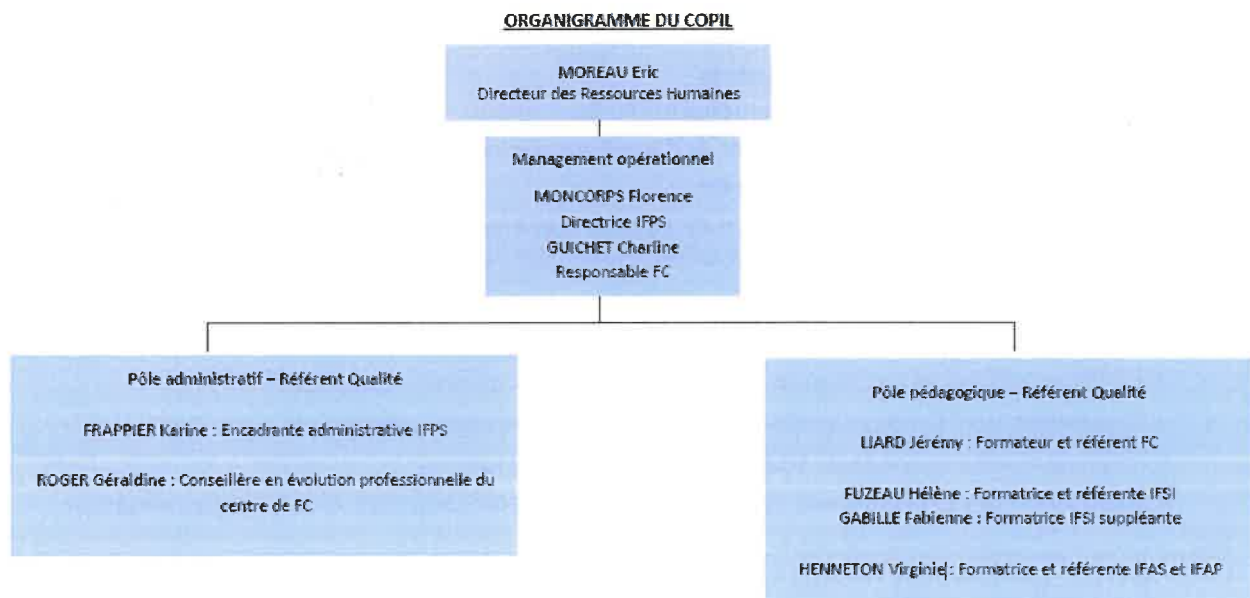 ORGANIGRAMME DU COPIL
MOREAU Eric
Directeur des Ressources Humaines
Management opérationnel
MONCORPS Florence
Directrice IFPS
GUICHET Charline
Responsable FC
Pôle administratif – Référent Qualité
FRAPPIER Karine : Encadrante administrative IFPS
ROGER Géraldine : Conseillère en évolution professionnelle du
centre de FC
Pôle pédagogique – Référent Qualité
LIARD Jérémy : Formateur et référent FC
FUZEAU Hélène : Formatrice et référente IFSI
GABILLE Fabienne : Formatrice IFSI suppléante
HENNETON Virginie : Formatrice et référente IFAS et IFAP